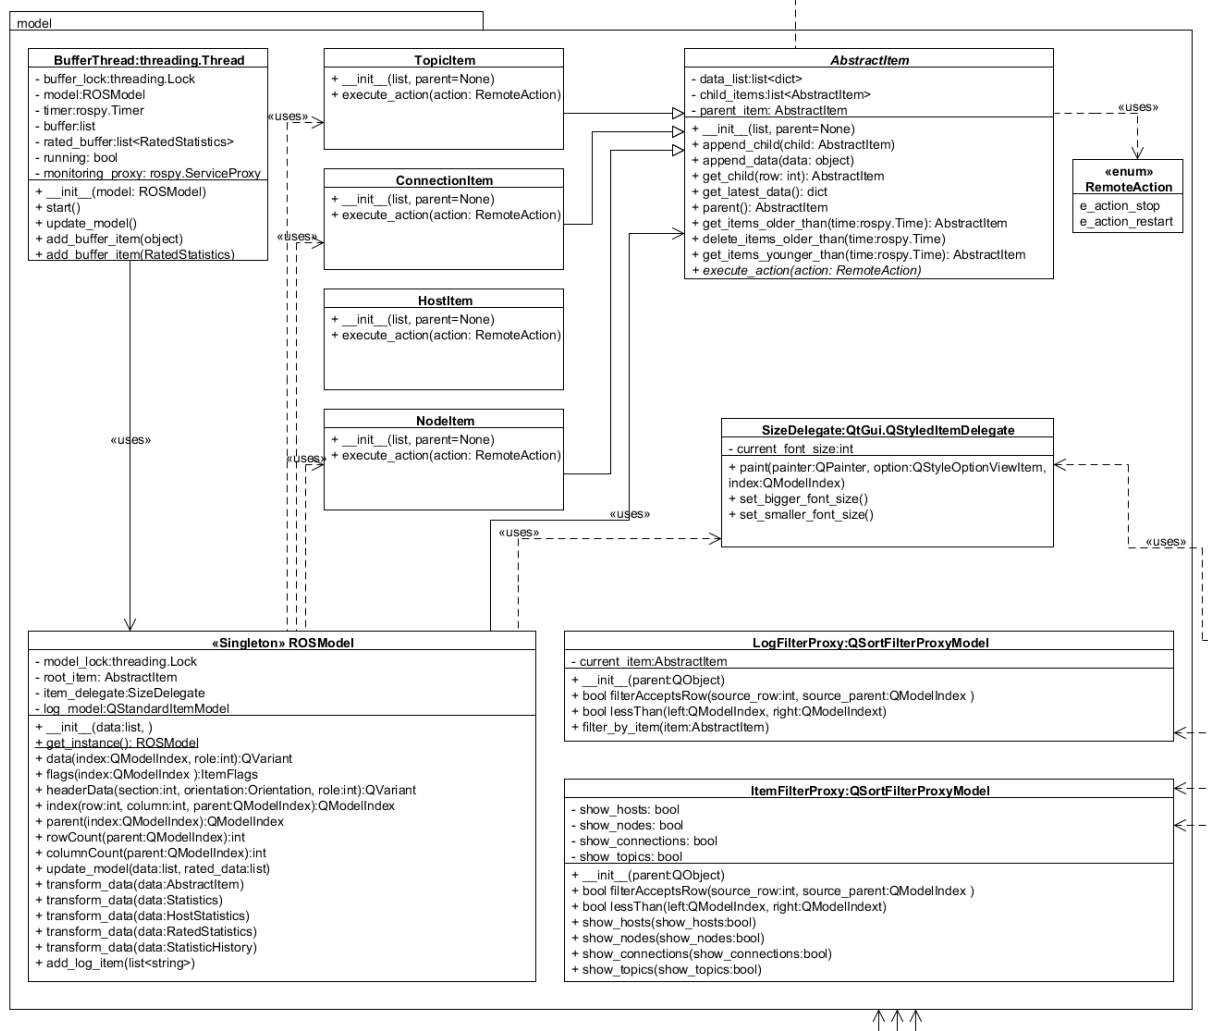 model
BufferThread:threading.Thread
- buffer_lock:threading.Lock
- model:ROSModel
- timer:rospy.Timer
- buffer:list
- rated_buffer:list<RatedStatistics>
- running: bool
- monitoring_proxy: rospy.ServiceProxy
+ __init__(model: ROSModel)
+ start()
+ update_model()
+ add_buffer_item(object)
+ add_buffer_item(RatedStatistics)
«uses»
TopicItem
+ __init__(list, parent=None)
+ execute_action(action: RemoteAction)
«uses»
ConnectionItem
+ __init__(list, parent=None)
+ execute_action(action: RemoteAction)
HostItem
+ __init__(list, parent=None)
+ execute_action(action: RemoteAction)
«uses»
NodeItem
+ __init__(list, parent=None)
+ execute_action(action: RemoteAction)
AbstractItem
- data_list:list<dict>
- child_items:list<AbstractItem>
- parent_item: AbstractItem
+ __init__(list, parent=None)
+ append_child(child: AbstractItem)
+ append_data(data: object)
+ get_child(row: int): AbstractItem
+ get_latest_data(): dict
+ parent(): AbstractItem
+ get_items_older_than(time:rospy.Time): AbstractItem
+ delete_items_older_than(time:rospy.Time)
+ get_items_younger_than(time:rospy.Time): AbstractItem
+ execute_action(action: RemoteAction)
«uses»
«enum»
RemoteAction
e_action_stop
e_action_restart
«uses»
«uses»
«uses»
SizeDelegate:QtGui.QStyledItemDelegate
- current_font_size:int
+ paint(painter:QPainter, option:QStyleOptionViewItem,
index:QModelIndex)
+ set_bigger_font_size()
+ set_smaller_font_size()
«uses»
«Singleton» ROSModel
- model_lock:threading.Lock
- root_item: AbstractItem
- item_delegate:SizeDelegate
- log_model:QStandardItemModel
+ __init__(data:list, )
+ get_instance(): ROSModel
+ data(index:QModelIndex, role:int):QVariant
+ flags(index:QModelIndex ):ItemFlags
+ headerData(section:int, orientation:Orientation, role:int):QVariant
+ index(row:int, column:int, parent:QModelIndex):QModelIndex
+ parent(index:QModelIndex):QModelIndex
+ rowCount(parent:QModelIndex):int
+ columnCount(parent:QModelIndex):int
+ update_model(data:list, rated_data:list)
+ transform_data(data:AbstractItem)
+ transform_data(data:Statistics)
+ transform_data(data:HostStatistics)
+ transform_data(data:RatedStatistics)
+ transform_data(data:StatisticHistory)
+ add_log_item(list<string>)
LogFilterProxy:QSortFilterProxyModel
- current_item:AbstractItem
+ __init__(parent:QObject)
+ bool filterAcceptsRow(source_row:int, source_parent:QModelIndex )
+ bool lessThan(left:QModelIndex, right:QModelIndext)
+ filter_by_item(item:AbstractItem)
ItemFilterProxy:QSortFilterProxyModel
- show_hosts: bool
- show_nodes: bool
- show_connections: bool
- show_topics: bool
+ __init__(parent:QObject)
+ bool filterAcceptsRow(source_row:int, source_parent:QModelIndex )
+ bool lessThan(left:QModelIndex, right:QModelIndext)
+ show_hosts(show_hosts:bool)
+ show_nodes(show_nodes:bool)
+ show_connections(show_connections:bool)
+ show_topics(show_topics:bool)